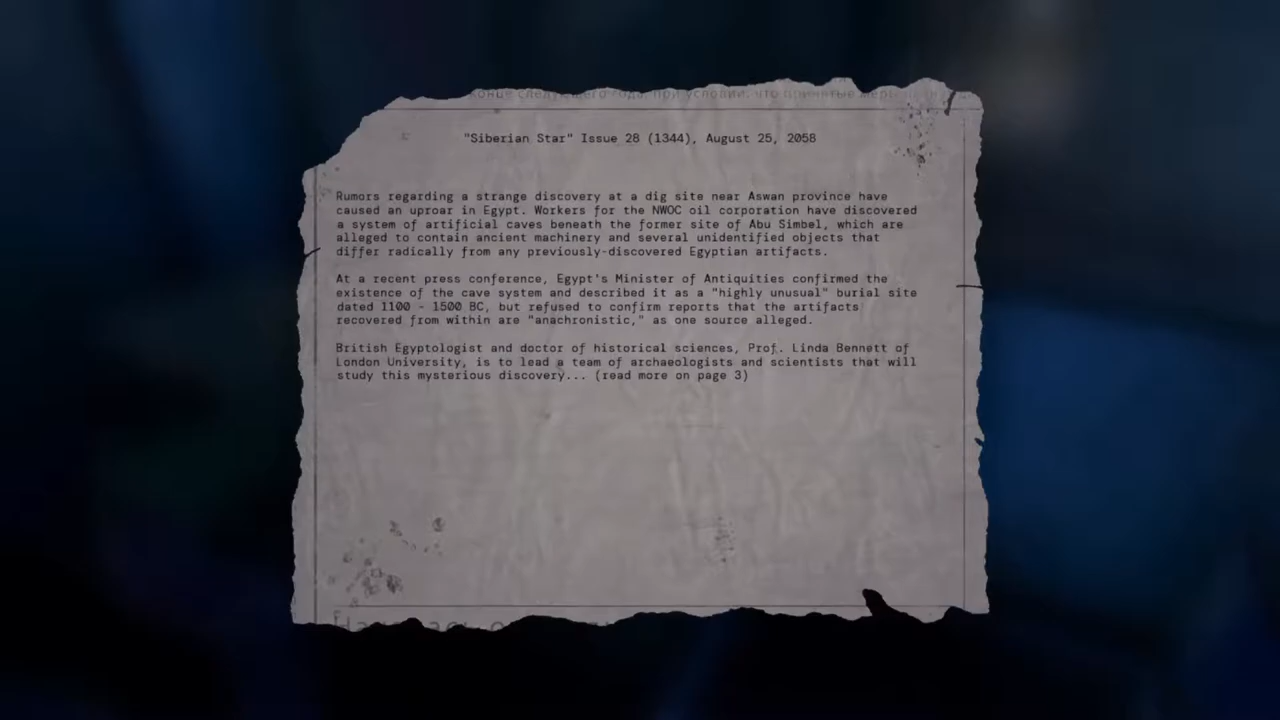 следующего года, при условии, что принятые
"Siberian Star" Issue 28 (1344), August 25, 2058
Rumors regarding a strange discovery at a dig site near Aswan province have
caused an uproar in Egypt. Workers for the NWOC oil corporation have discovered
a system of artificial caves beneath the former site of Abu Simbel, which are
alleged to contain ancient machinery and several unidentified objects that
differ radically from any previously-discovered Egyptian artifacts.
At a recent press conference, Egypt's Minister of Antiquities confirmed the
existence of the cave system and described it as a "highly unusual" burial site
dated 1100 - 1500 BC, but refused to confirm reports that the artifacts
recovered from within are "anachronistic," as one source alleged.
British Egyptologist and doctor of historical sciences, Prof. Linda Bennett of
London University, is to lead a team of archaeologists and scientists that will
study this mysterious discovery... (read more on page 3)